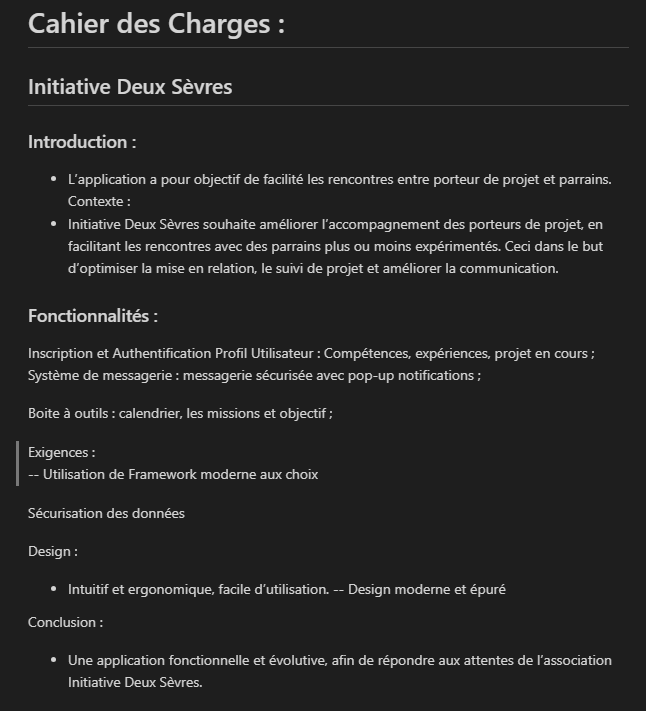 Cahier des Charges :
Initiative Deux Sèvres
Introduction :
L'application a pour objectif de facilité les rencontres entre porteur de projet et parrains.
Contexte :
Initiative Deux Sèvres souhaite améliorer l'accompagnement des porteurs de projet, en
facilitant les rencontres avec des parrains plus ou moins expérimentés. Ceci dans le but
d'optimiser la mise en relation, le suivi de projet et améliorer la communication.
Fonctionnalités :
Inscription et Authentification Profil Utilisateur : Compétences, expériences, projet en cours ;
Système de messagerie : messagerie sécurisée avec pop-up notifications ;
Boite à outils : calendrier, les missions et objectif ;
Exigences :
-- Utilisation de Framework moderne aux choix
Sécurisation des données
Design :
Intuitif et ergonomique, facile d'utilisation. -- Design moderne et épuré
Conclusion :
Une application fonctionnelle et évolutive, afin de répondre aux attentes de l'association
Initiative Deux Sèvres.